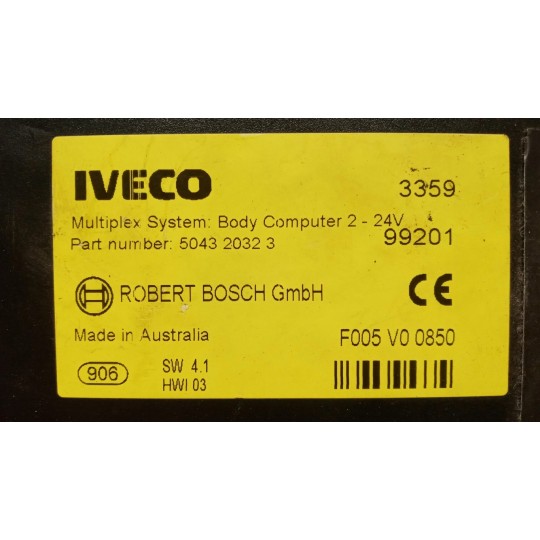 IVECO 3359
Multiplex System: Body Computer 2 - 24V
Part number: 5043 2032 3 99201
ROBERT BOSCH GmbH CE
Made in Australia F005 V0 0850
906 SW 4.1
HWI 03